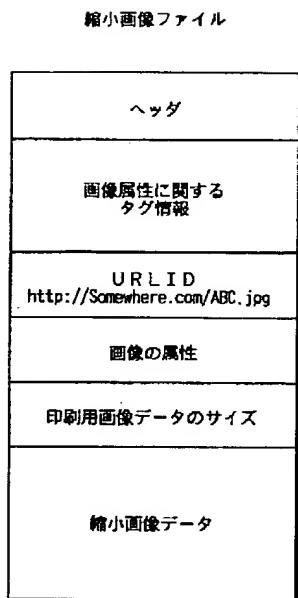 縮小画像ファイル
ヘッダ
画像属性に関する
タグ情報
ＵＲＬＩＤ
http://Somewhere.com/ABC.jpg
画像の属性
印刷用画像データのサイズ
縮小画像データ